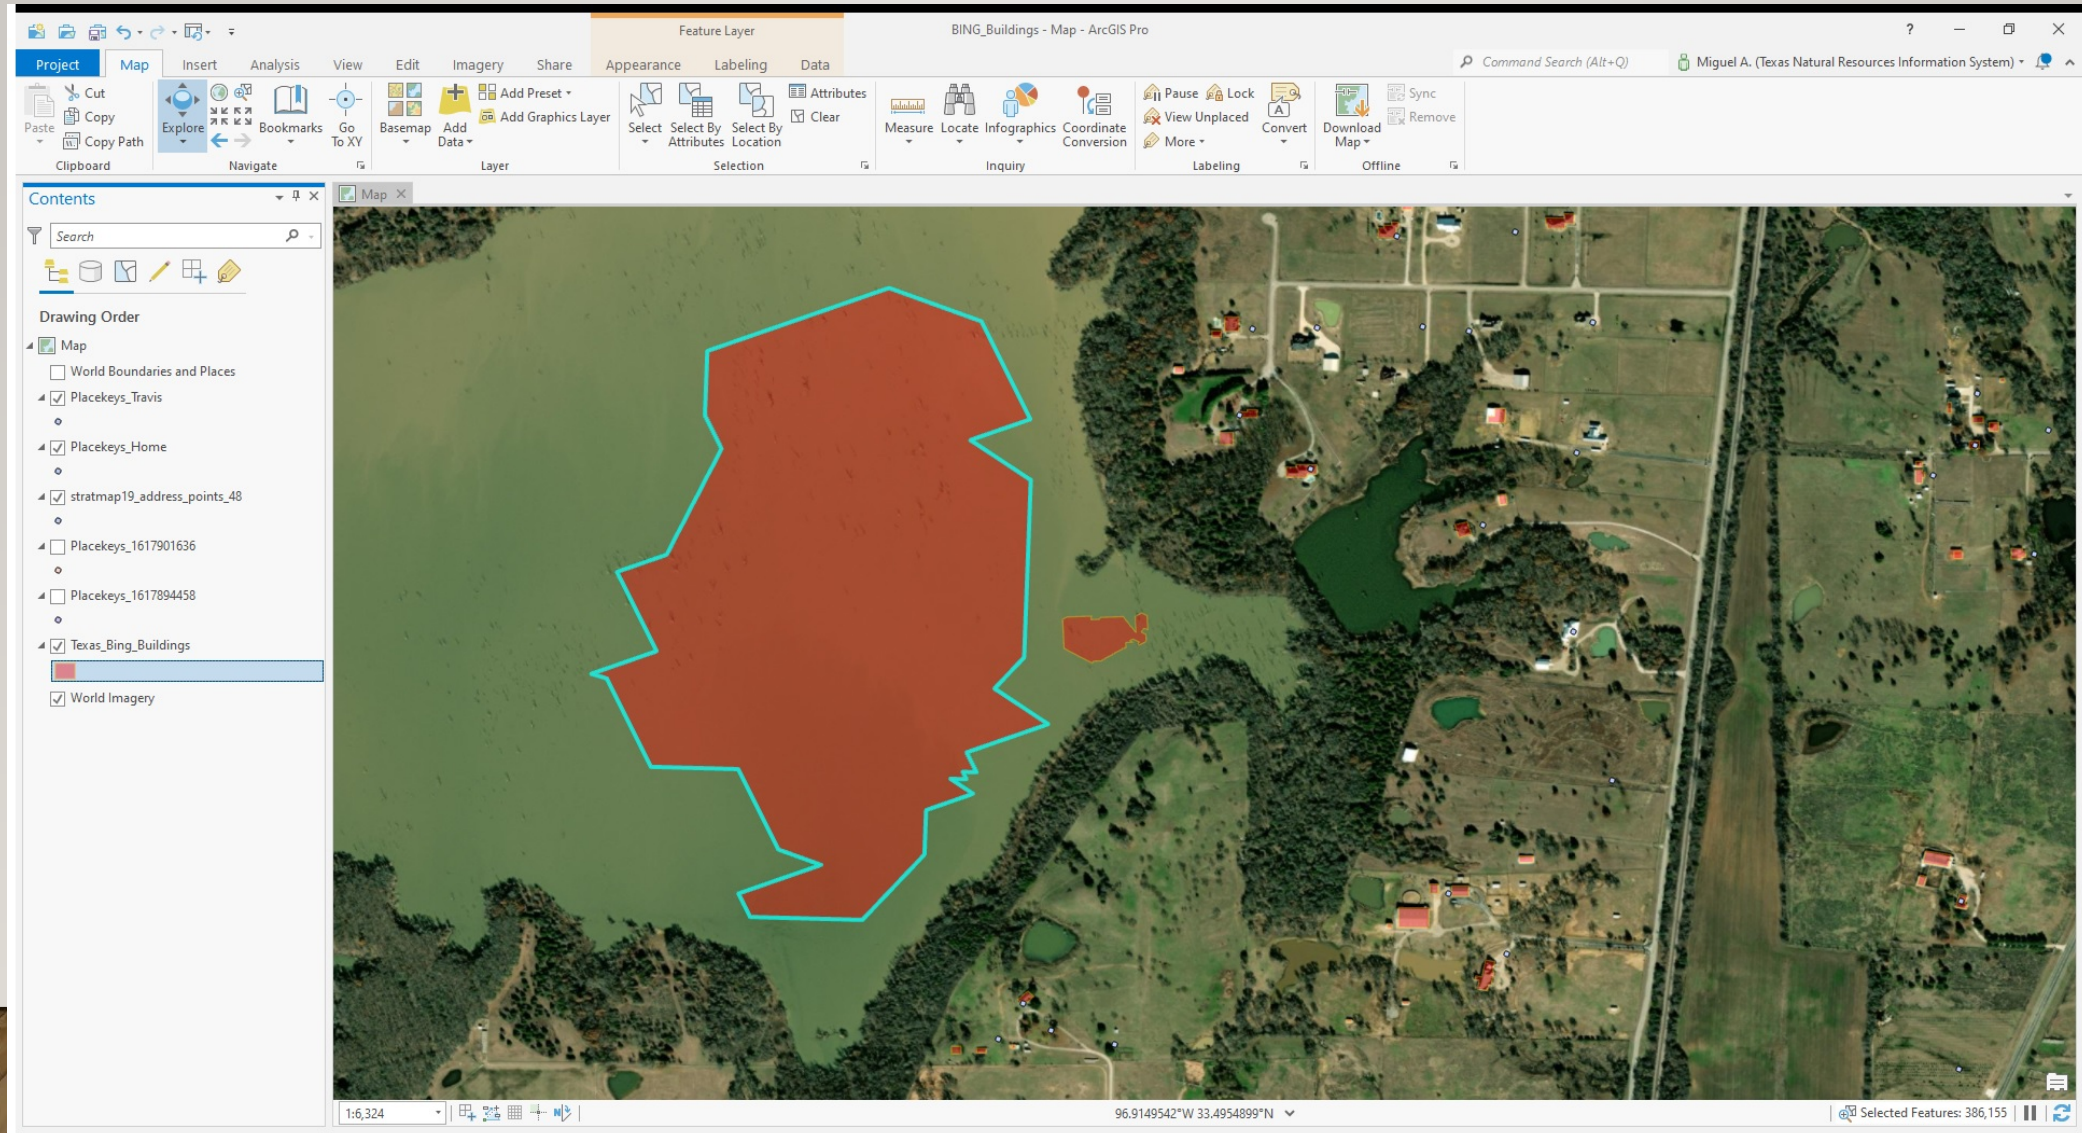 Feature Layer
BING_Buildings - Map - ArcGIS Pro
?
Project Map Insert Analysis View Edit Imagery Share Appearance Labeling Data
Command Search (Alt+Q)
Miguel A. (Texas Natural Resources Information System)
Paste
Cut
Copy
Copy Path
Clipboard
Explore
Bookmarks
Go
To XY
Navigate
Basemap
Add
Data
Add Preset
Add Graphics Layer
Layer
Select
Select By
Attributes
Select By
Location
Attributes
Clear
Selection
Measure
Locate
Infographics
Coordinate
Conversion
Inquiry
Pause
Lock
View Unplaced
More
Convert
Labeling
Download
Map
Sync
Remove
Offline
Contents
Map
Search
Drawing Order
Map
World Boundaries and Places
Placekeys_Travis
Placekeys_Home
stratmap19_address_points_48
Placekeys_1617901636
Placekeys_1617894458
Texas_Bing_Buildings
World Imagery
1:6,324
96.9149542°W 33.4954899°N
Selected Features: 386,155